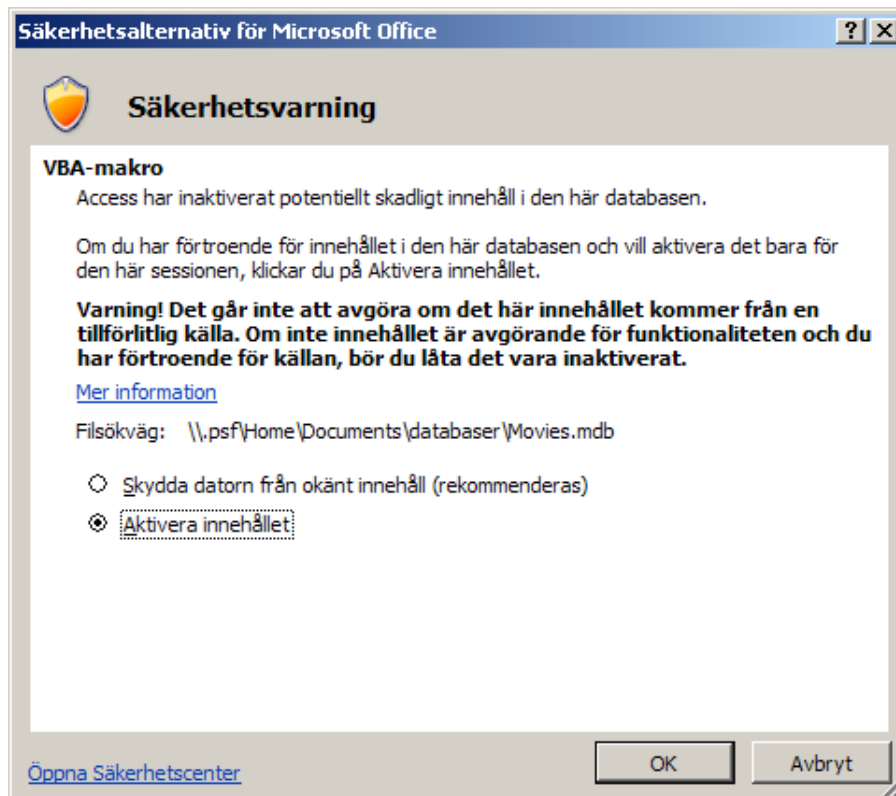 Säkerhetsalternativ för Microsoft Office
Säkerhetsvarning
VBA-makro
Access har inaktiverat potentiellt skadligt innehåll i den här databasen.
Om du har förtroende för innehållet i den här databasen och vill aktivera det bara för
den här sessionen, klickar du på Aktivera innehållet.
Varning! Det går inte att avgöra om det här innehållet kommer från en
tillförlitlig källa. Om inte innehållet är avgörande för funktionaliteten och du
har förtroende för källan, bör du låta det vara inaktiverat.
Mer information
Filsökväg: \\.psf\Home\Documents\databaser\Movies.mdb
Skydda datorn från okänt innehåll (rekommenderas)
Aktivera innehållet
Öppna Säkerhetscenter
OK
Avbryt